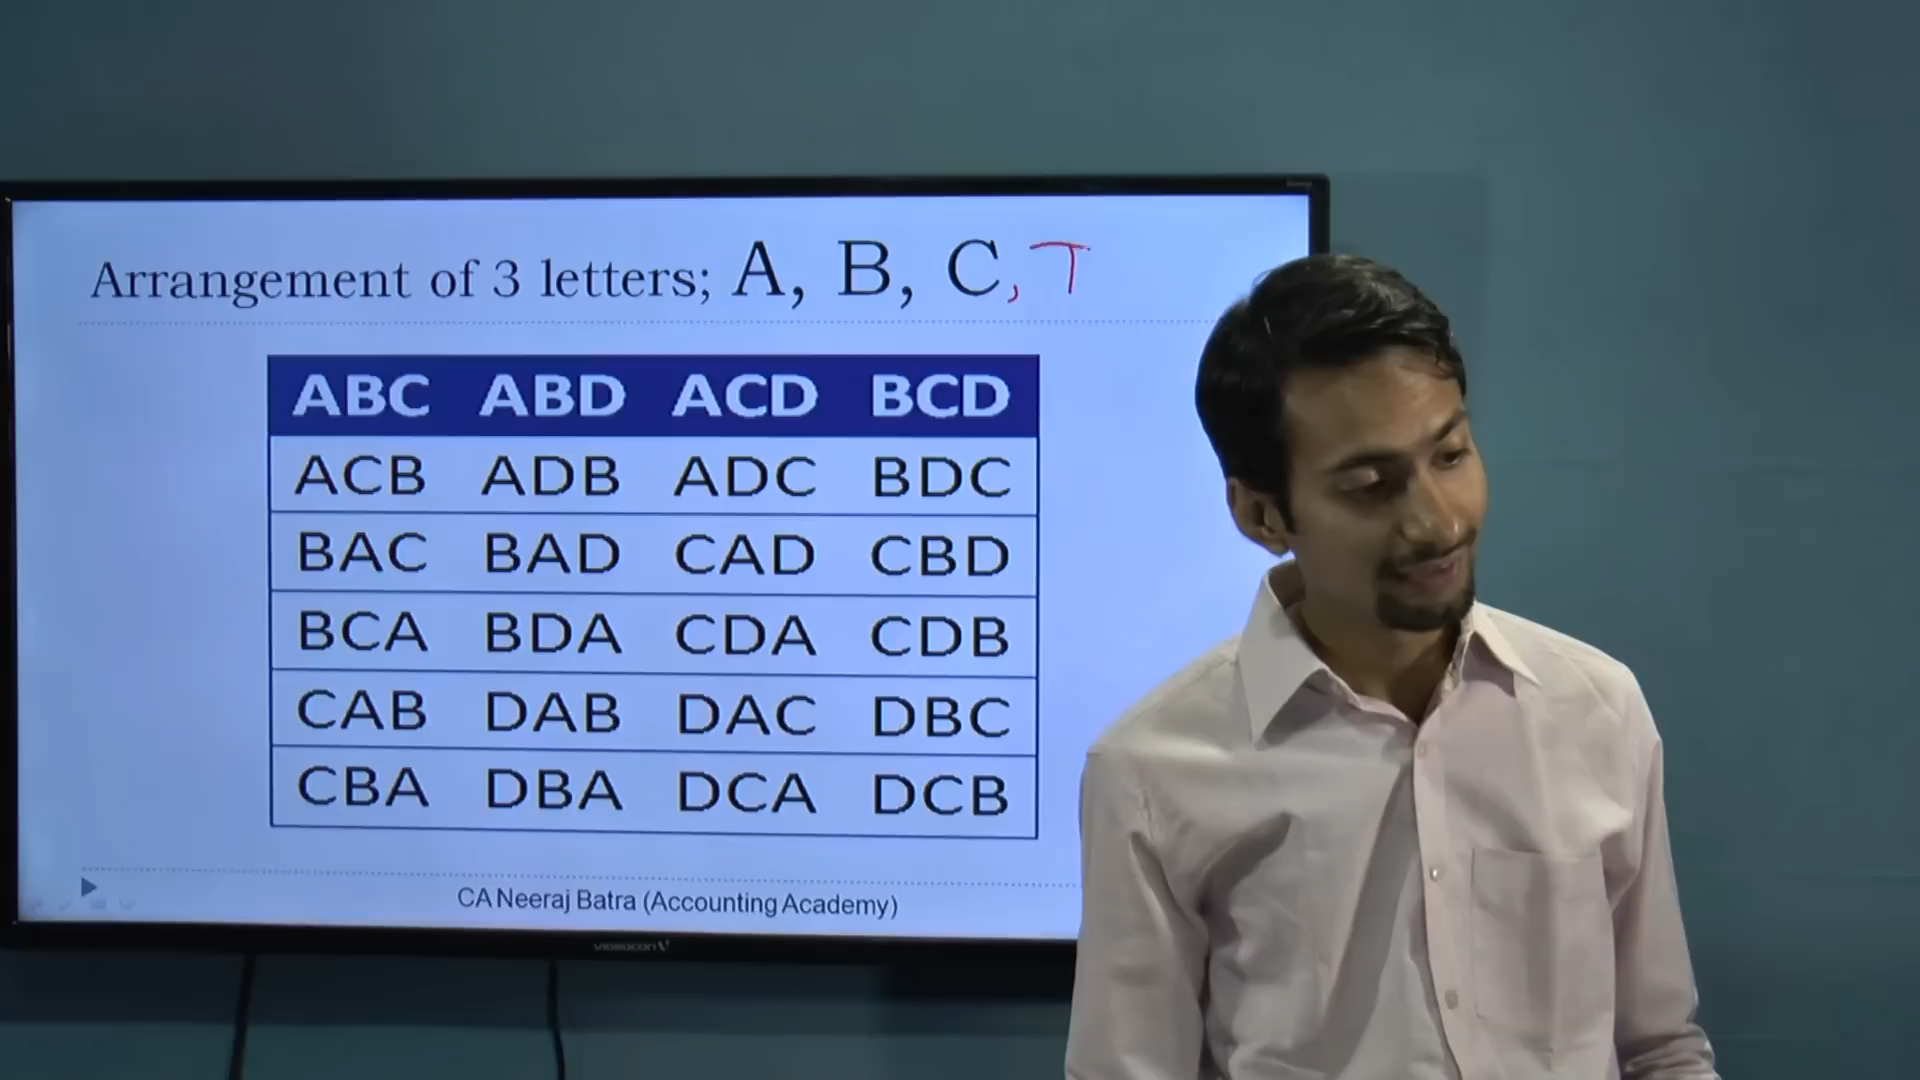 Arrangement of 3 letters; A, B, C, T
ABC ABD ACD BCD
ACB ADB ADC BDC
BAC BAD CAD CBD
BCA BDA CDA CDB
CAB DAB DAC DBC
CBA DBA DCA DCB
CA Neeraj Batra (Accounting Academy)
VIDEOCON